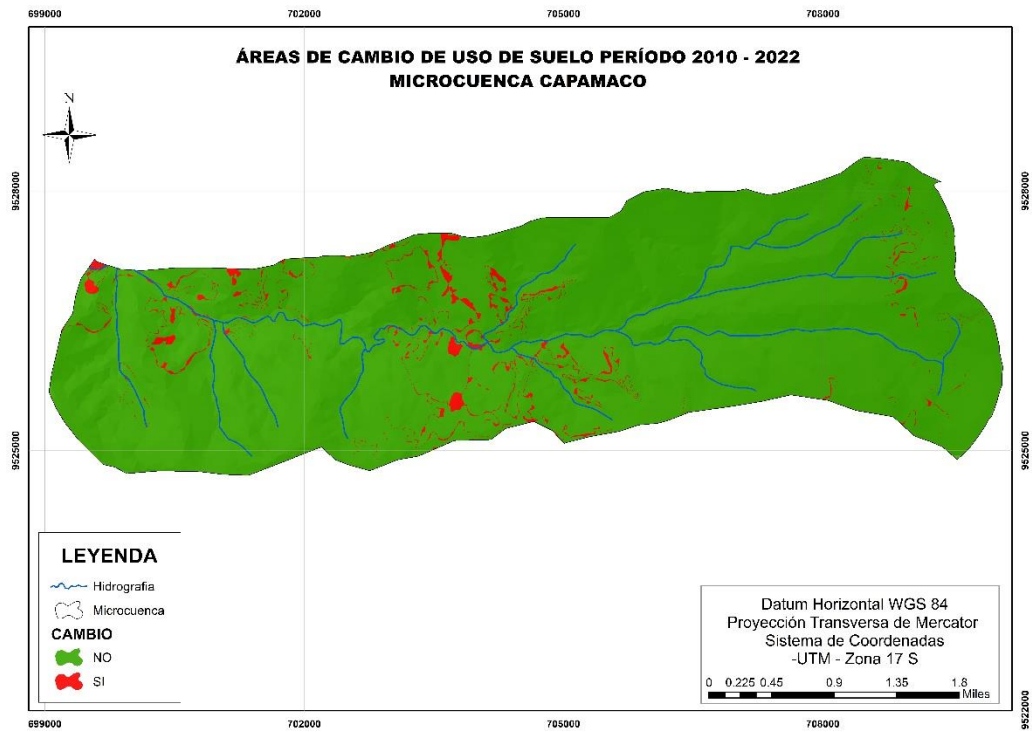 699000 702000 705000 708000
ÁREAS DE CAMBIO DE USO DE SUELO PERÍODO 2010 - 2022
MICROCUENCA CAPAMACO
N
9528000 9528000
9525000 9525000
LEYENDA
Hidrografía
Microcuenca
CAMBIO
NO
SI
Datum Horizontal WGS 84
Proyección Transversa de Mercator
Sistema de Coordenadas
-UTM - Zona 17 S
0 0.225 0.45 0.9 1.35 1.8
Miles
9522000
699000 702000 705000 708000